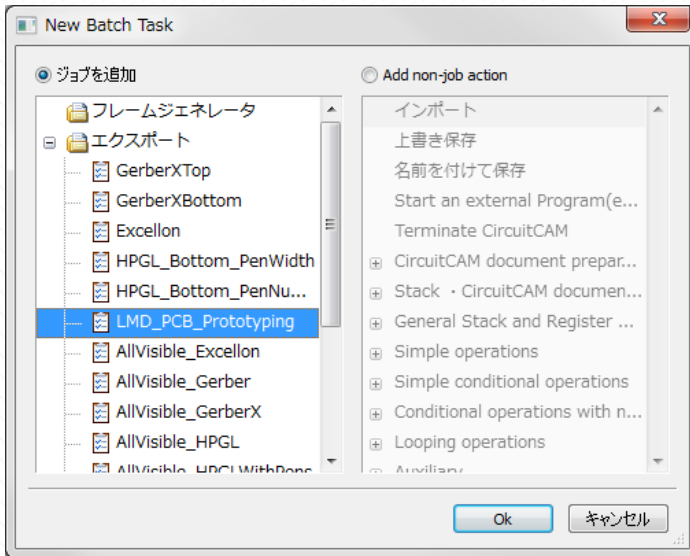 New Batch Task
ジョブを追加
フレームジェネレータ
エクスポート
GerberXTop
GerberXBottom
Excellon
HPGL_Bottom_PenWidth
HPGL_Bottom_PenNu...
LMD_PCB_Prototyping
AllVisible_Excellon
AllVisible_Gerber
AllVisible_GerberX
AllVisible_HPGL
AllVisible_HPGLWithPens
Add non-job action
インポート
上書き保存
名前を付けて保存
Start an external Program(e...
Terminate CircuitCAM
CircuitCAM document prepar...
Stack ・CircuitCAM documen...
General Stack and Register ...
Simple operations
Simple conditional operations
Conditional operations with n...
Looping operations
Auxiliary
Ok
キャンセル